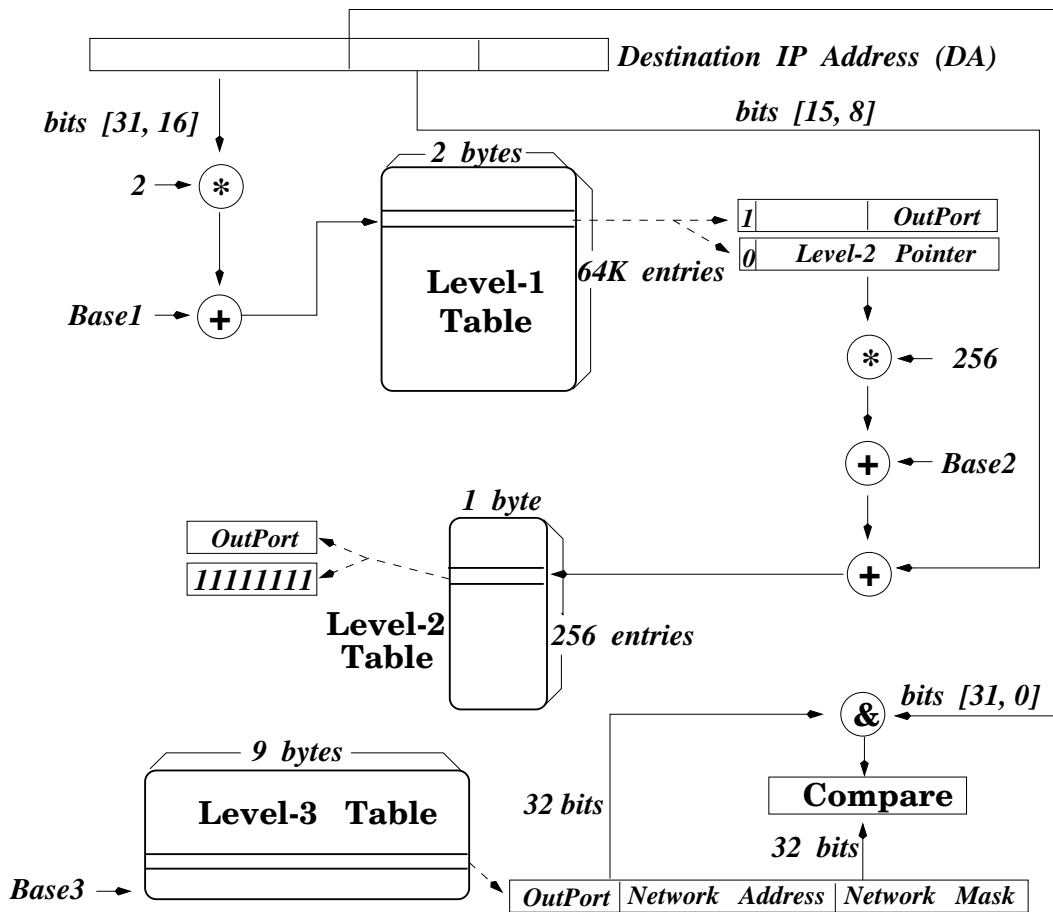 Destination IP Address (DA)
bits [31, 16]
bits [15, 8]
2 bytes
2
*
1 OutPort
0 Level-2 Pointer
64K entries
Level-1
Table
Base1
+
*
256
+
Base2
1 byte
OutPort
11111111
+
Level-2
Table
256 entries
bits [31, 0]
&
9 bytes
Level-3 Table
32 bits
Compare
32 bits
Base3
OutPort Network Address Network Mask